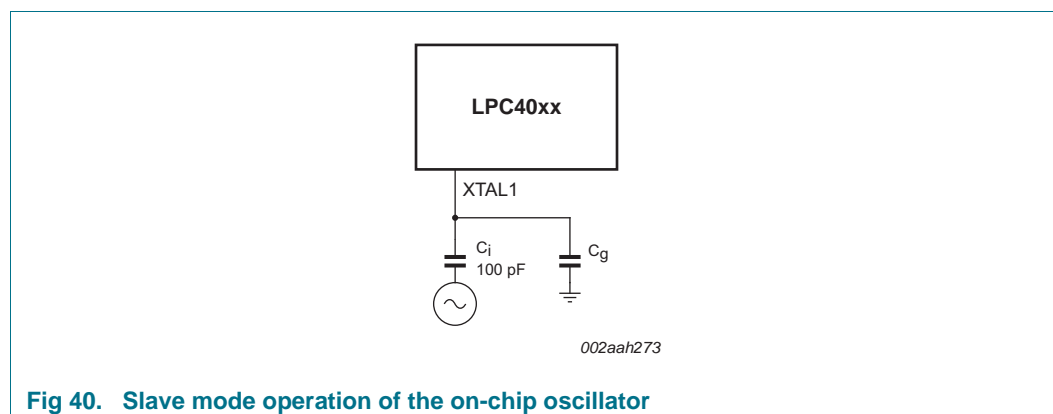 LPC40xx
XTAL1
Ci
100 pF
Cg
002aah273
Fig 40. Slave mode operation of the on-chip oscillator